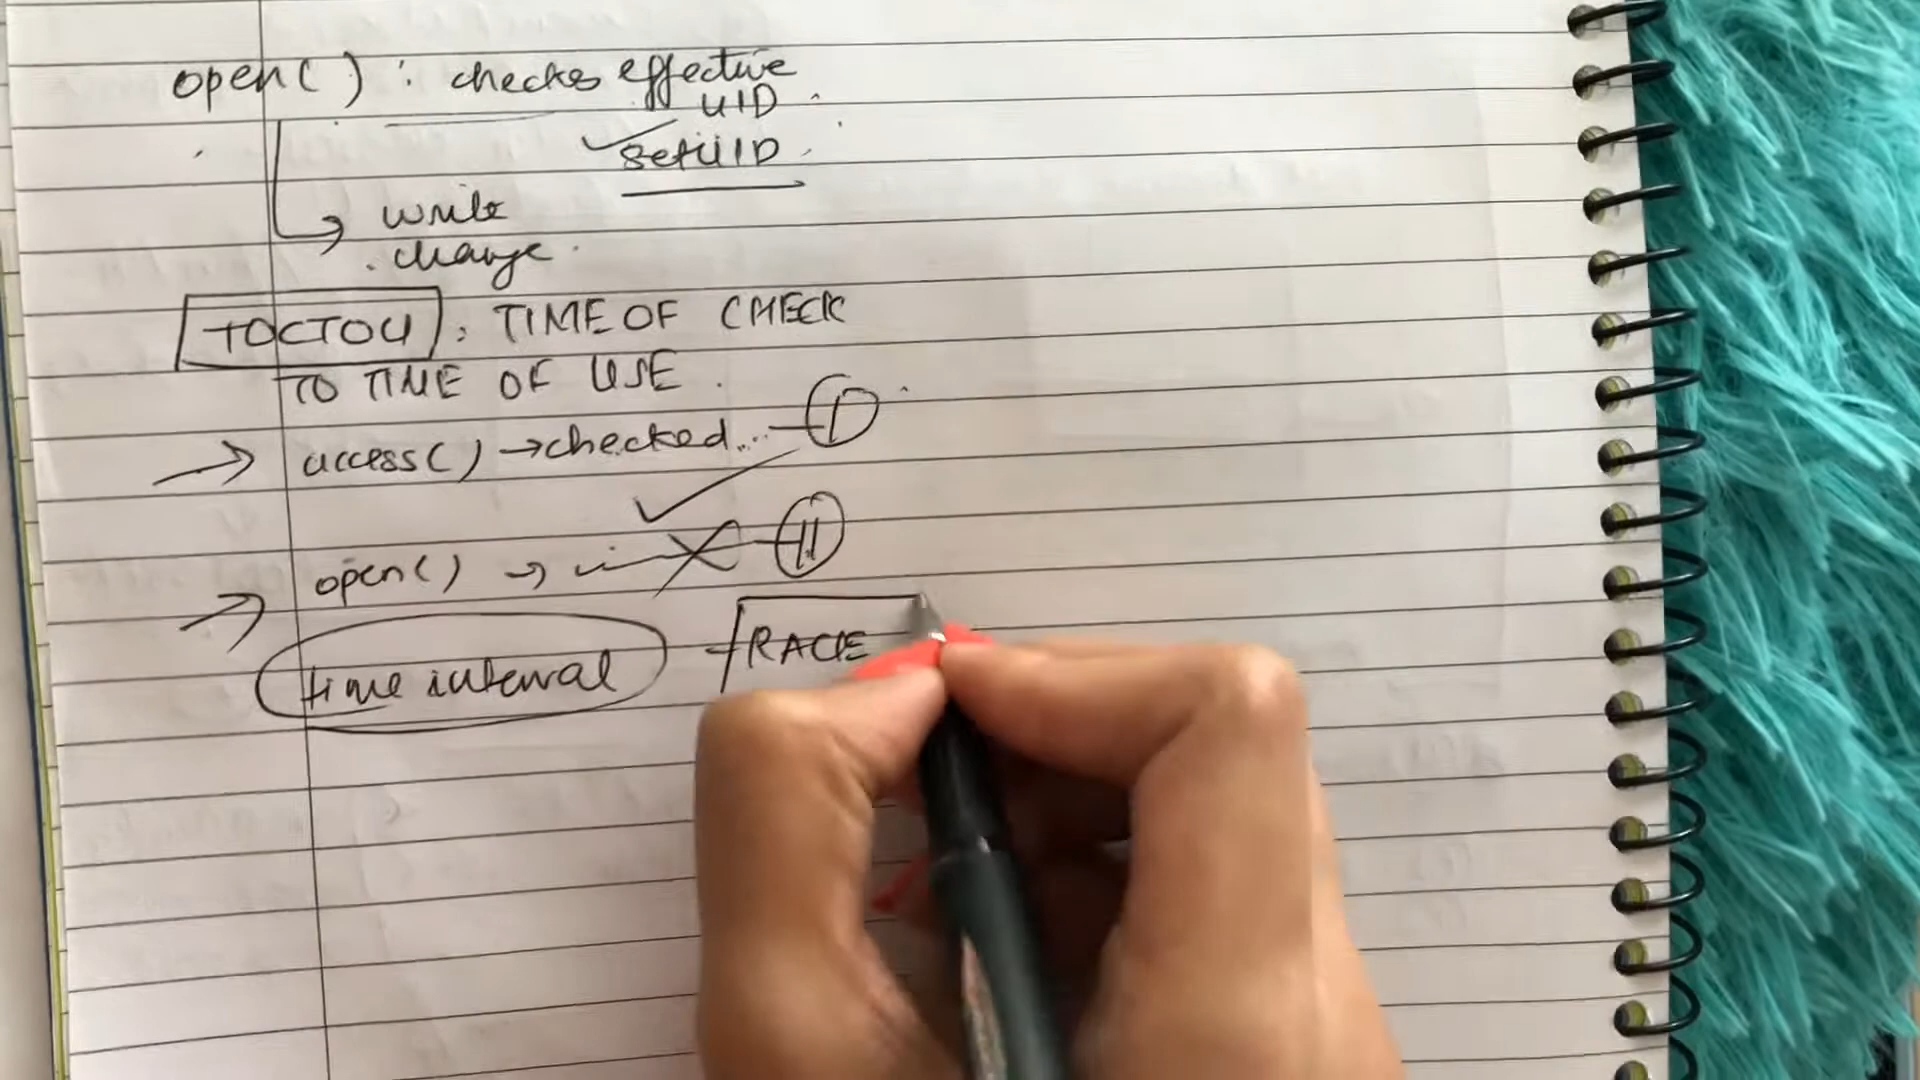 open( ) : checks effective
UID
setUID
write
change
TOCTOU : TIME OF CHECK
TO TIME OF USE .
access( ) → checked... I
open( ) → II
time interval RACE